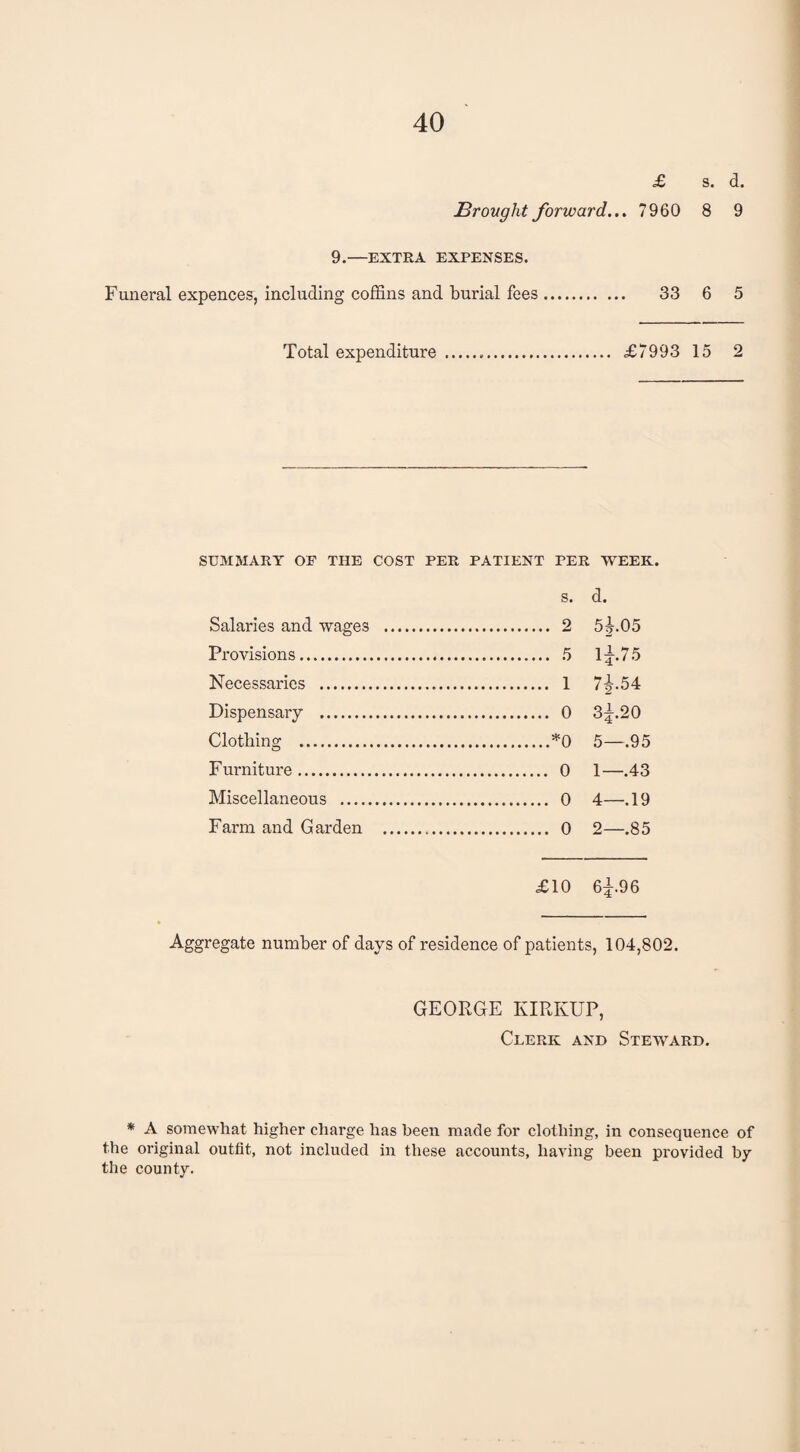 40
£ s. d.
Brought forward... 7960 8 9
9.—EXTRA EXPENSES.
Funeral expences, including coffins and burial fees ........... 33 6 5
Total expenditure ........................... £7993 15 2
SUMMARY OF THE COST PER PATIENT PER WEEK.
s. d.
Salaries and wages ........................... 2 5½.05
Provisions........................................ 5 1¼.75
Necessaries ..................................... 1 7½.54
Dispensary ..................................... 0 3¼.20
Clothing ........................................*0 5—.95
Furniture........................................ 0 1—.43
Miscellaneous .................................. 0 4—.19
Farm and Garden ............................ 0 2—.85
£10 6¼.96
Aggregate number of days of residence of patients, 104,802.
GEORGE KIRKUP,
Clerk and Steward.
* A somewhat higher charge has been made for clothing, in consequence of
the original outfit, not included in these accounts, having been provided by
the county.